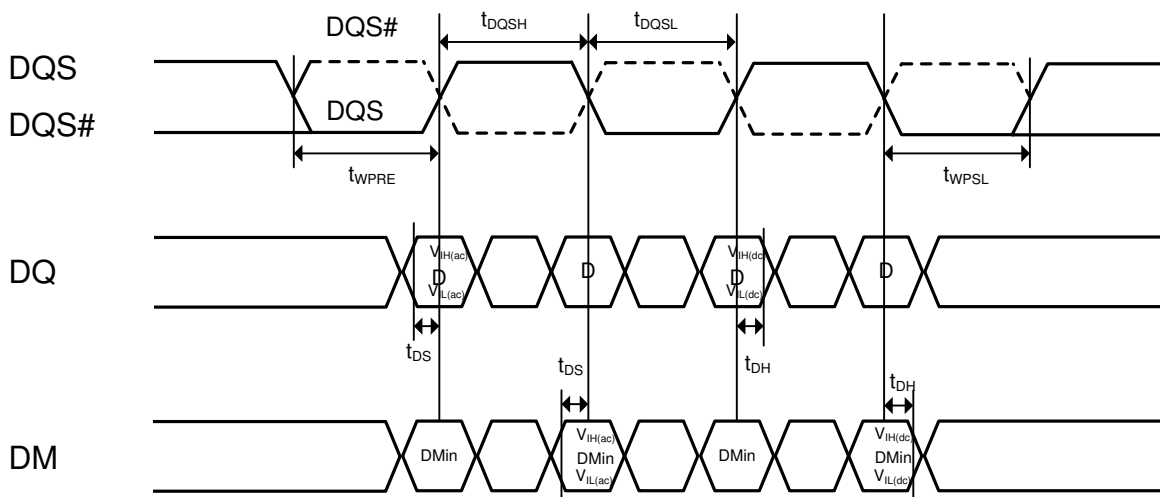 tDQSH tDQSL
DQS#
DQS
DQS
DQS#
tWPRE tWPSL
VIH(ac) VIH(dc)
DQ D D D D
VIL(ac) VIL(dc)
tDS tDS tDH tDH
VIH(ac) VIH(dc)
DM DMin DMin DMin DMin
VIL(ac) VIL(dc)